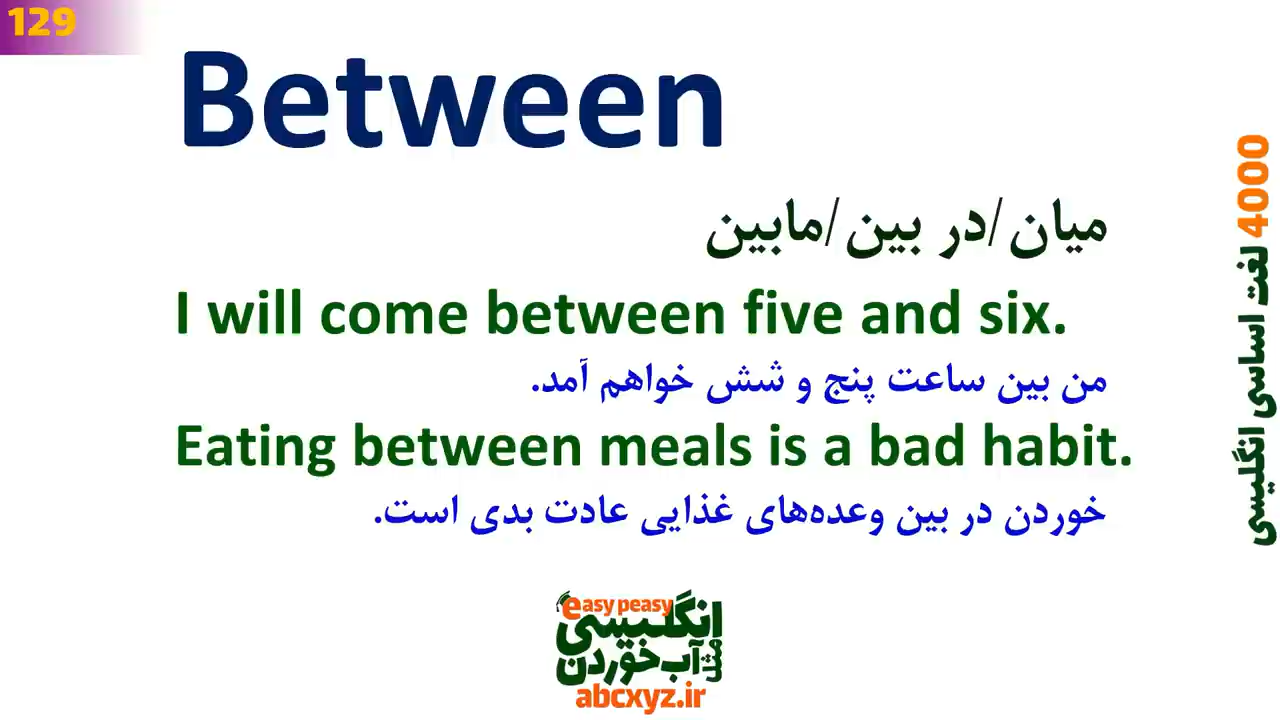 129
Between
میان/در بین/مابین
I will come between five and six.
من بین ساعت پنج و شش خواهم آمد.
Eating between meals is a bad habit.
خوردن در بین وعده‌های غذایی عادت بدی است.
4000 لغت اساسی انگلیسی
easy peasy
انگلیسی
مثل آب خوردن
abcxyz.ir